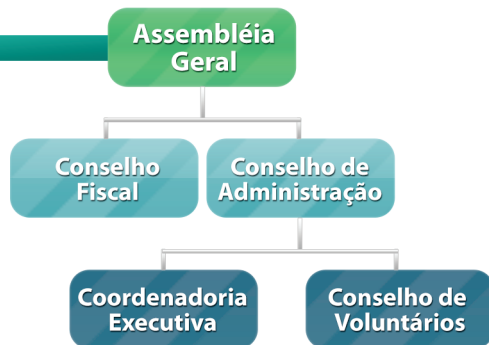 Assembléia
Geral
Conselho
Fiscal
Conselho de
Administração
Coordenadoria
Executiva
Conselho de
Voluntários